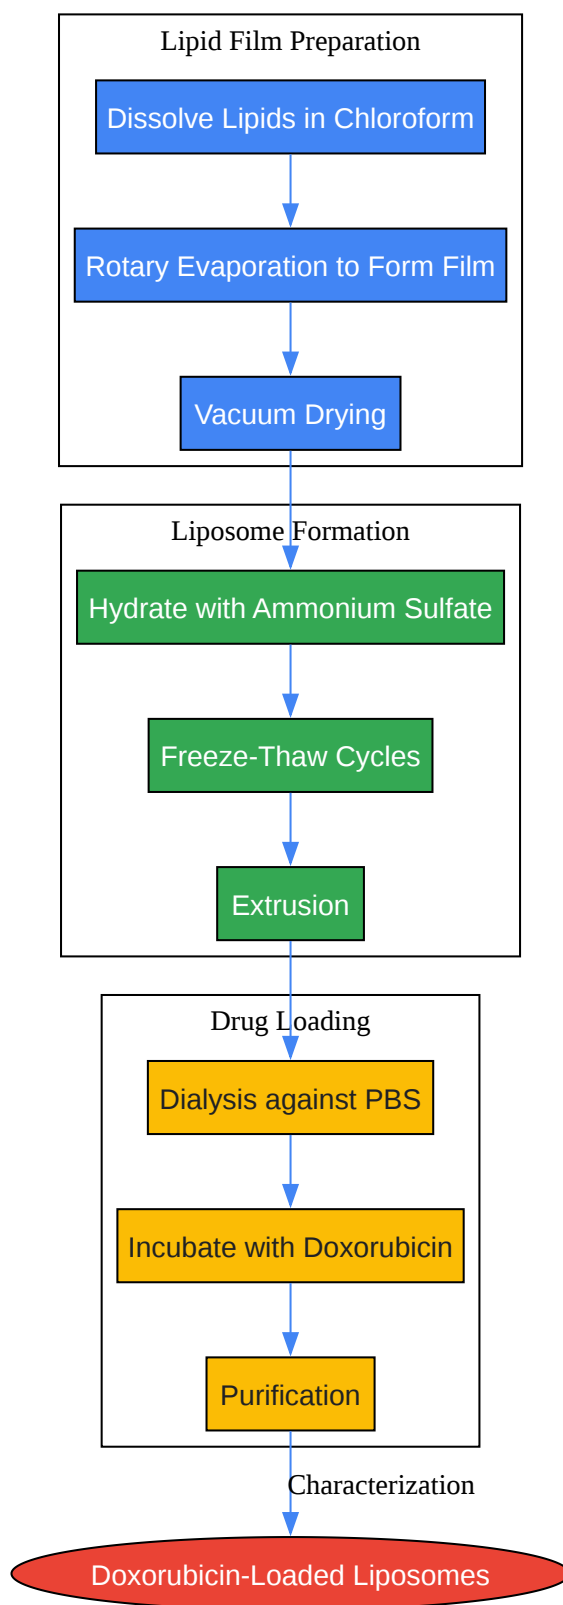 Lipid Film Preparation
Dissolve Lipids in Chloroform
Rotary Evaporation to Form Film
Vacuum Drying
Liposome Formation
Hydrate with Ammonium Sulfate
Freeze-Thaw Cycles
Extrusion
Drug Loading
Dialysis against PBS
Incubate with Doxorubicin
Purification
Characterization
Doxorubicin-Loaded Liposomes